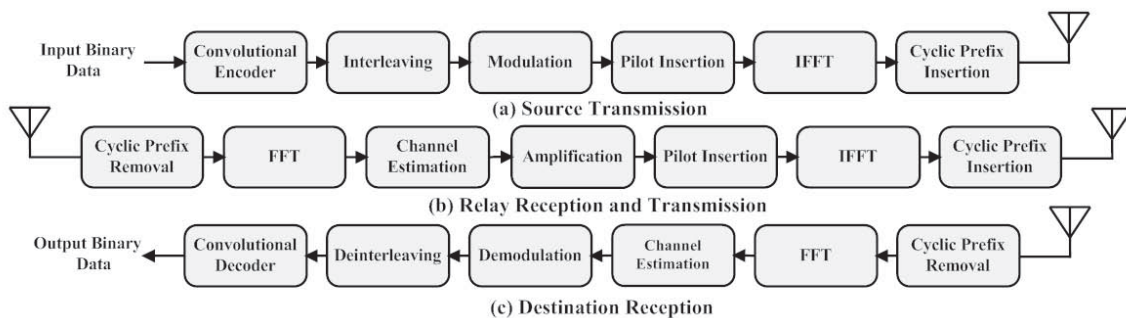 Input Binary
Data
Convolutional
Encoder
Interleaving
Modulation
Pilot Insertion
IFFT
Cyclic Prefix
Insertion
(a) Source Transmission
Cyclic Prefix
Removal
FFT
Channel
Estimation
Amplification
Pilot Insertion
IFFT
Cyclic Prefix
Insertion
(b) Relay Reception and Transmission
Output Binary
Data
Convolutional
Decoder
Deinterleaving
Demodulation
Channel
Estimation
FFT
Cyclic Prefix
Removal
(c) Destination Reception